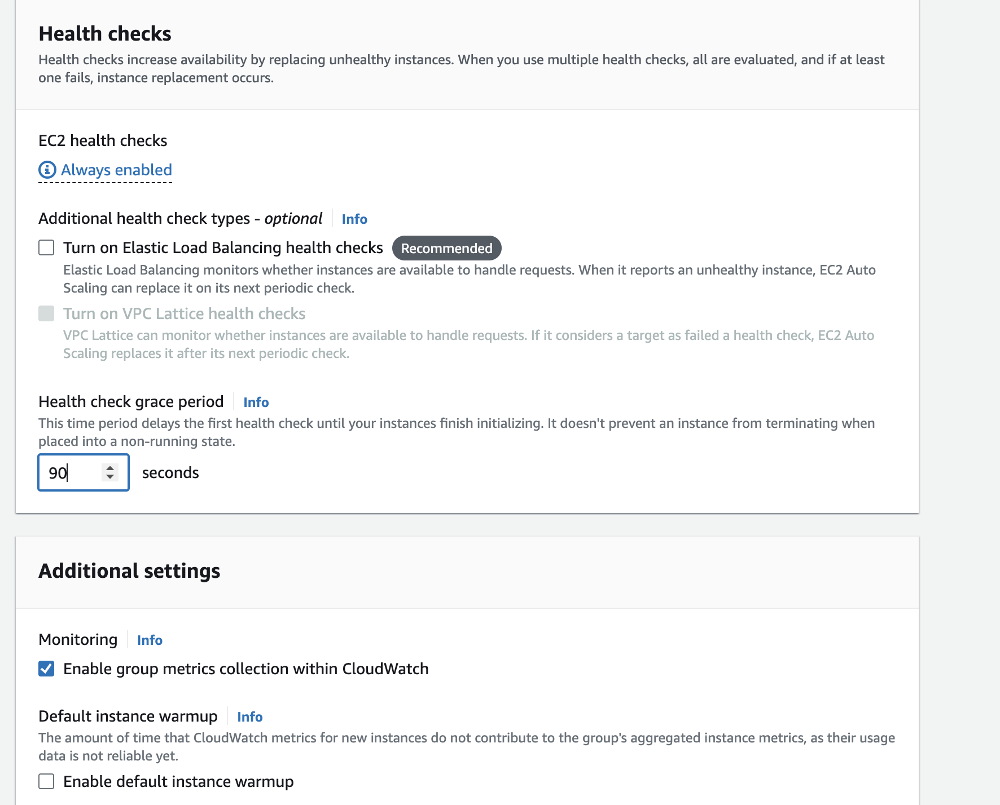 Health checks
Health checks increase availability by replacing unhealthy instances. When you use multiple health checks, all are evaluated, and if at least
one fails, instance replacement occurs.
EC2 health checks
Always enabled
Additional health check types - optional Info
Turn on Elastic Load Balancing health checks Recommended
Elastic Load Balancing monitors whether instances are available to handle requests. When it reports an unhealthy instance, EC2 Auto
Scaling can replace it on its next periodic check.
Turn on VPC Lattice health checks
VPC Lattice can monitor whether instances are available to handle requests. If it considers a target as failed a health check, EC2 Auto
Scaling replaces it after its next periodic check.
Health check grace period Info
This time period delays the first health check until your instances finish initializing. It doesn't prevent an instance from terminating when
placed into a non-running state.
90 seconds
Additional settings
Monitoring Info
Enable group metrics collection within CloudWatch
Default instance warmup Info
The amount of time that CloudWatch metrics for new instances do not contribute to the group's aggregated instance metrics, as their usage
data is not reliable yet.
Enable default instance warmup